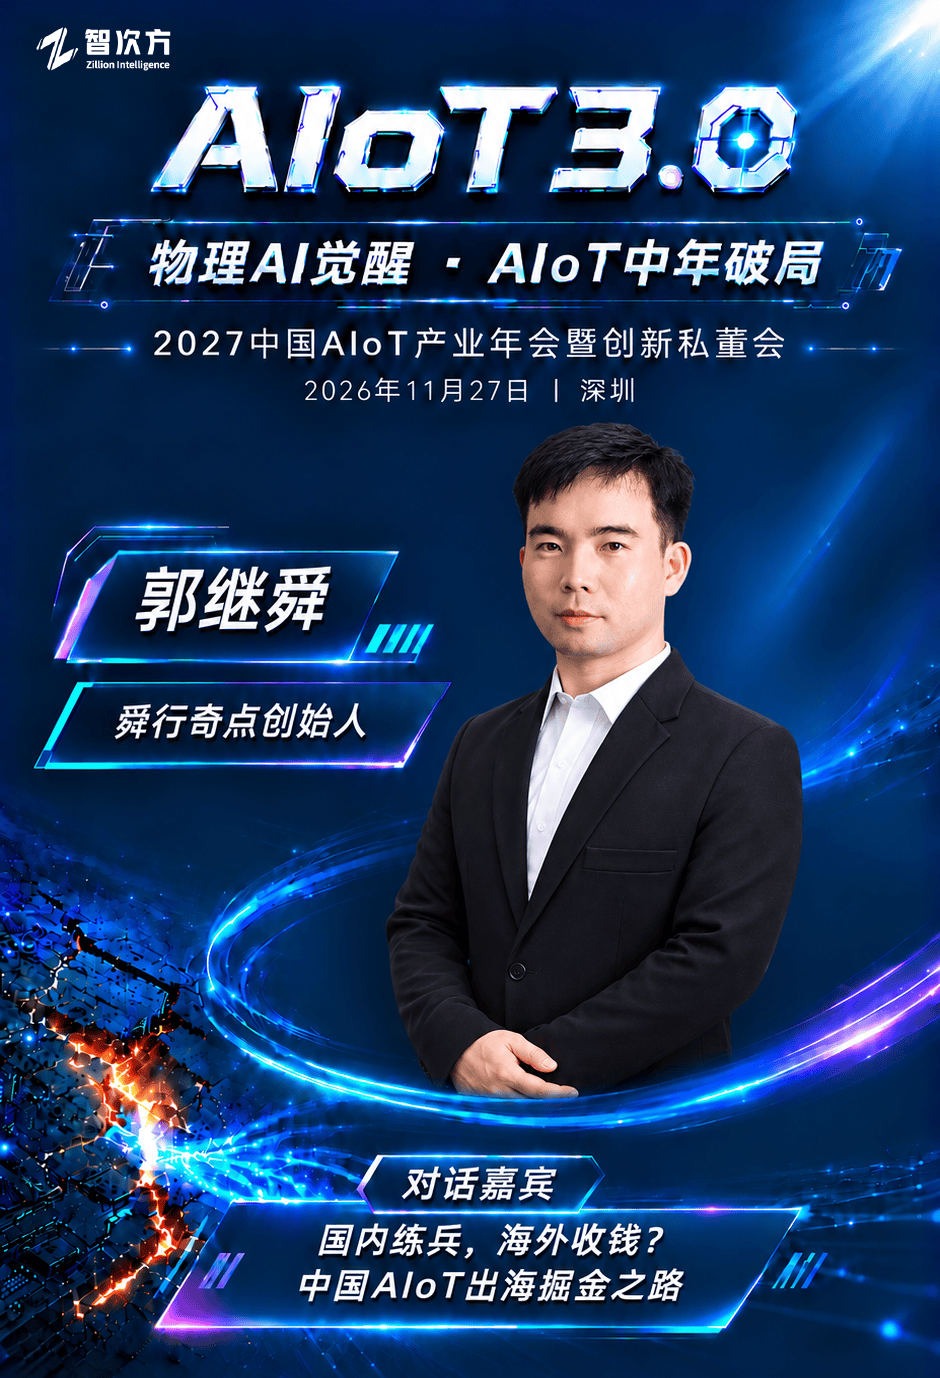 智次方
Zillion Intelligence
AIoT3.0
物理AI觉醒 · AIoT中年破局
2027中国AIoT产业年会暨创新私董会
2026年11月27日 | 深圳
郭继舜
舜行奇点创始人
对话嘉宾
国内练兵，海外收钱？
中国AIoT出海掘金之路